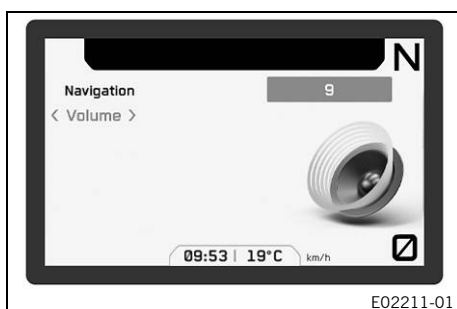 N
Navigation 9
< Volume >
09:53 | 19°C km/h 0
E02211-01